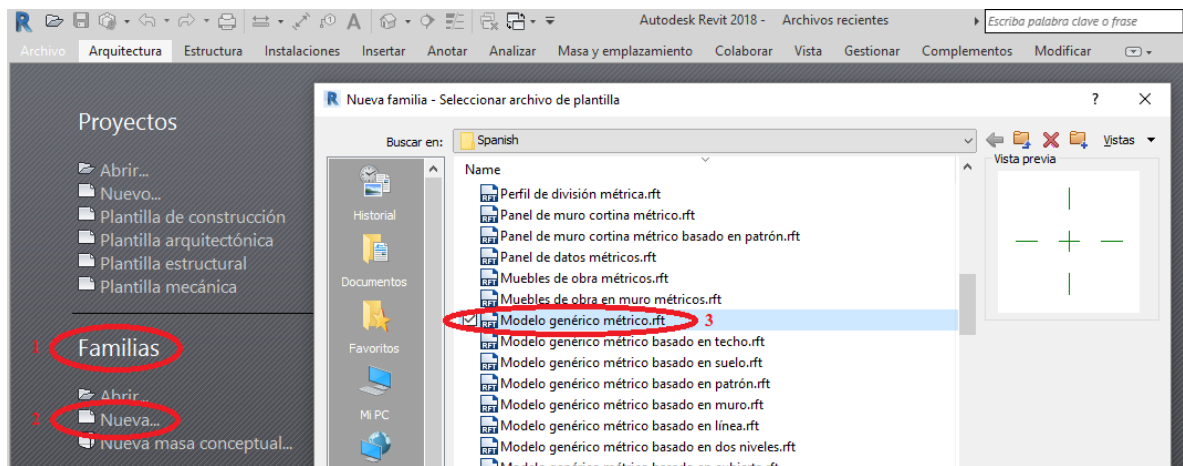 Autodesk Revit 2018 - Archivos recientes
Escriba palabra clave o frase
Archivo Arquitectura Estructura Instalaciones Insertar Anotar Analizar Masa y emplazamiento Colaborar Vista Gestionar Complementos Modificar
Nueva familia - Seleccionar archivo de plantilla
Proyectos
Abrir...
Nuevo...
Plantilla de construcción
Plantilla arquitectónica
Plantilla estructural
Plantilla mecánica
1 Familias
Abrir...
2 Nueva...
Nueva masa conceptual...
Buscar en: Spanish
Vistas
Historial
Documentos
Favoritos
Mi PC
Name
Perfil de división métrica.rft
Panel de muro cortina métrico.rft
Panel de muro cortina métrico basado en patrón.rft
Panel de datos métricos.rft
Muebles de obra métricos.rft
Muebles de obra en muro métricos.rft
Modelo genérico métrico.rft 3
Modelo genérico métrico basado en techo.rft
Modelo genérico métrico basado en suelo.rft
Modelo genérico métrico basado en patrón.rft
Modelo genérico métrico basado en muro.rft
Modelo genérico métrico basado en línea.rft
Modelo genérico métrico basado en dos niveles.rft
Modelo genérico métrico basado en cubierta.rft
Vista previa